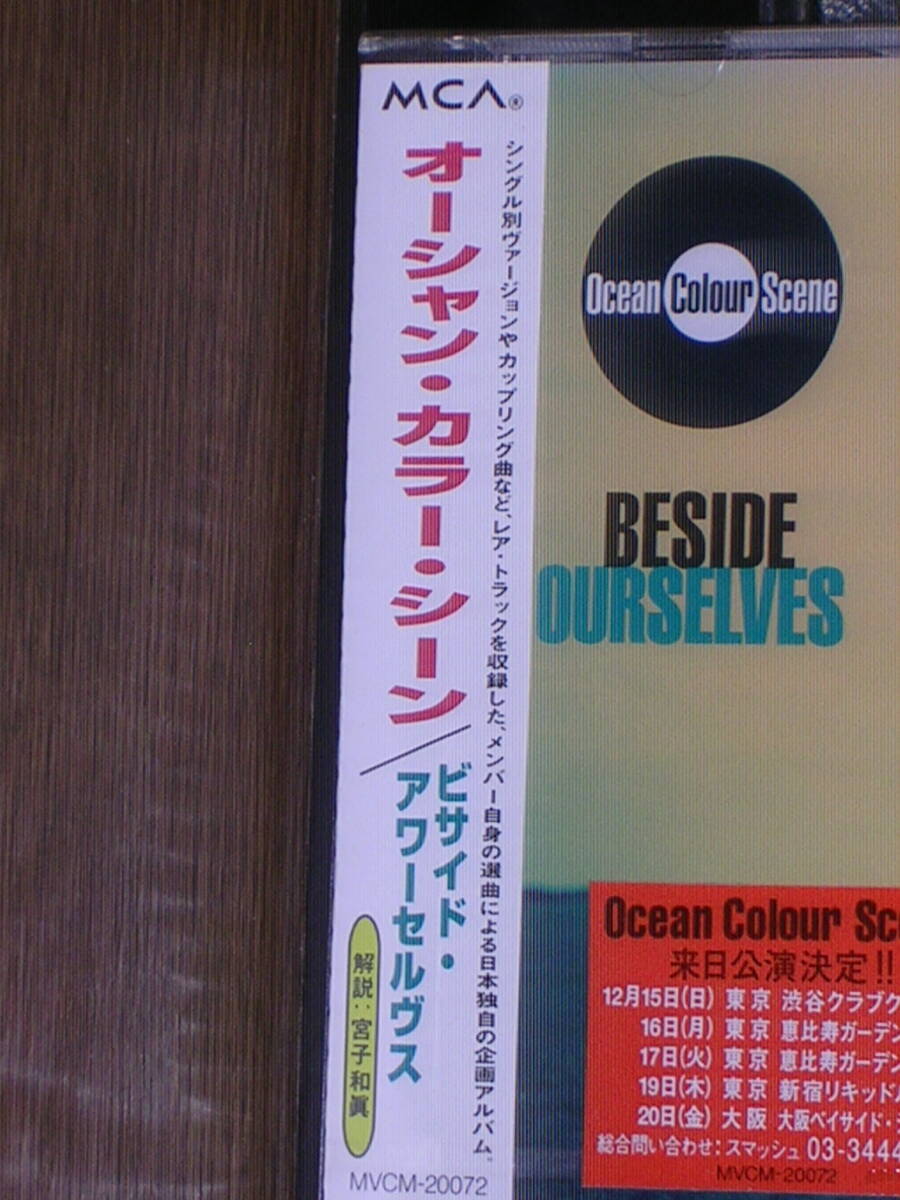 MCA®
オーシャン・カラー・シーン／
ビサイド・
アワーセルヴス
シングル別ヴァージョンやカップリング曲など、レア・トラックを収録した、メンバー自身の選曲による日本独自の企画アルバム。
解説：宮子和眞
MVCM-20072
Ocean Colour Scene
BESIDE
OURSELVES
Ocean Colour Sc
来日公演決定!!
12月15日(日) 東京 渋谷クラブク
16日(月) 東京 恵比寿ガーデン
17日(火) 東京 恵比寿ガーデン
19日(木) 東京 新宿リキッド
20日(金) 大阪 大阪ベイサイド・
総合問い合わせ：スマッシュ 03-3444
MVCM-20072